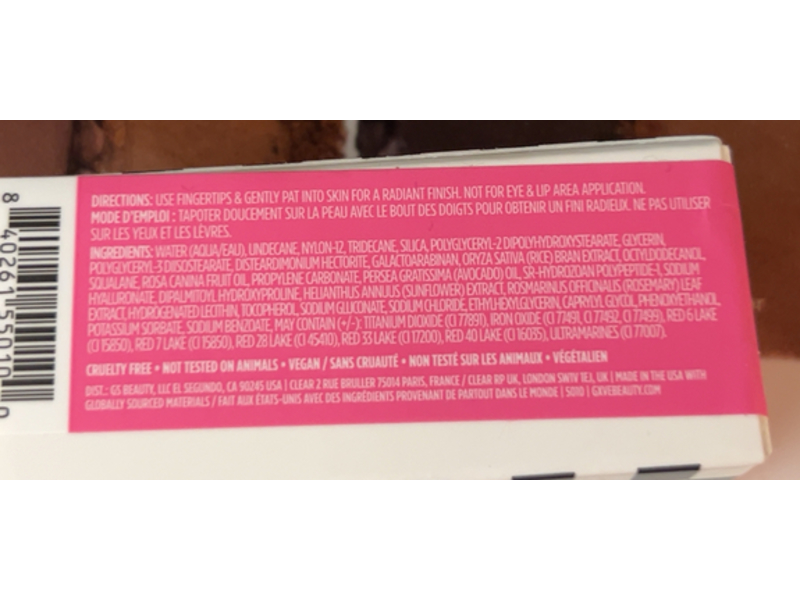 DIRECTIONS: USE FINGERTIPS & GENTLY PAT INTO SKIN FOR A RADIANT FINISH. NOT FOR EYE & LIP AREA APPLICATION.
MODE D'EMPLOI : TAPOTER DOUCEMENT SUR LA PEAU AVEC LE BOUT DES DOIGTS POUR OBTENIR UN FINI RADIEUX. NE PAS UTILISER
SUR LES YEUX ET LES LÈVRES.
INGREDIENTS: WATER (AQUA/EAU), UNDECANE, NYLON-12, TRIDECANE, SILICA, POLYGLYCERYL-2 DIPOLYHYDROXYSTEARATE, GLYCERIN,
POLYGLYCERYL-3 DIISOSTEARATE, DISTEARDIMONIUM HECTORITE, GALACTOARABINAN, ORYZA SATIVA (RICE) BRAN EXTRACT, OCTYLDODECANOL,
SQUALANE, ROSA CANINA FRUIT OIL, PROPYLENE CARBONATE, PERSEA GRATISSIMA (AVOCADO) OIL, SR-HYDROZOAN POLYPEPTIDE-1, SODIUM
HYALURONATE, DIPALMITOYL HYDROXYPROLINE, HELIANTHUS ANNUUS (SUNFLOWER) EXTRACT, ROSMARINUS OFFICINALIS (ROSEMARY) LEAF
EXTRACT, HYDROGENATED LECITHIN, TOCOPHEROL, SODIUM GLUCONATE, SODIUM CHLORIDE, ETHYLHEXYLGLYCERIN, CAPRYLYL GLYCOL, PHENOXYETHANOL,
POTASSIUM SORBATE, SODIUM BENZOATE, MAY CONTAIN (+/-): TITANIUM DIOXIDE (CI 77891), IRON OXIDE (CI 77491, CI 77492, CI 77499), RED 6 LAKE
(CI 15850), RED 7 LAKE (CI 15850), RED 28 LAKE (CI 45410), RED 33 LAKE (CI 17200), RED 40 LAKE (CI 16035), ULTRAMARINES (CI 77007).
CRUELTY FREE • NOT TESTED ON ANIMALS • VEGAN / SANS CRUAUTÉ • NON TESTÉ SUR LES ANIMAUX • VÉGÉTALIEN
DIST.: GS BEAUTY, LLC EL SEGUNDO, CA 90245 USA | CLEAR 2 RUE BRULLER 75014 PARIS, FRANCE / CLEAR RP UK, LONDON SW1V 1EJ, UK | MADE IN THE USA WITH
GLOBALLY SOURCED MATERIALS / FAIT AUX ÉTATS-UNIS AVEC DES INGRÉDIENTS PROVENANT DE PARTOUT DANS LE MONDE | 5010 | GXVEBEAUTY.COM
8 40261 55010 0